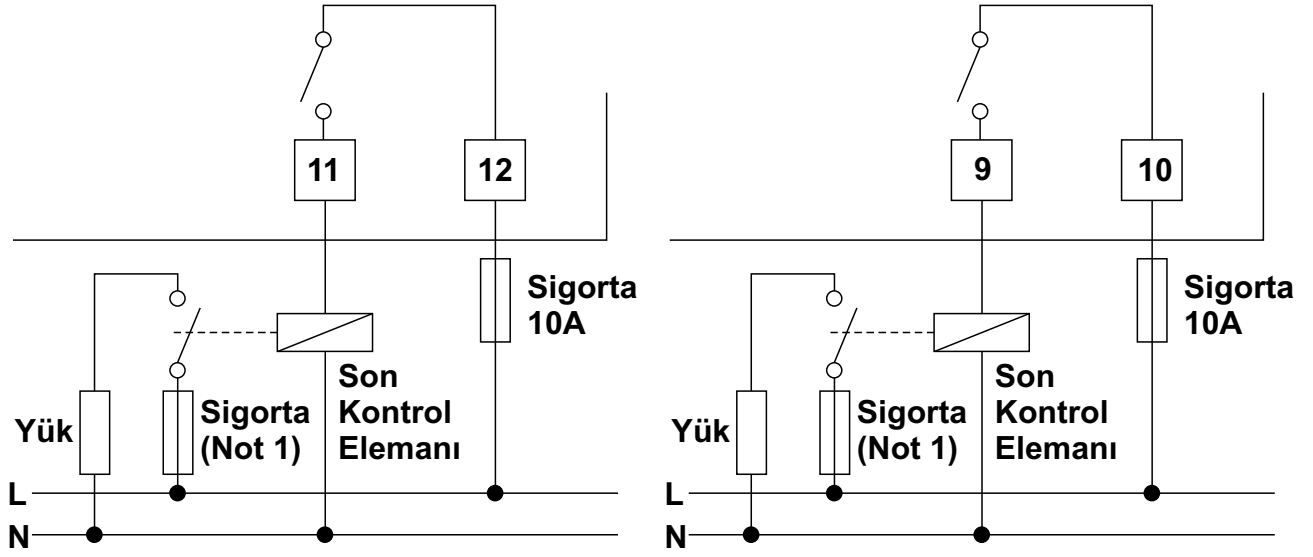 11
12
Sigorta
10A
Son
Kontrol
Elemanı
Yük
Sigorta
(Not 1)
L
N
9
10
Sigorta
10A
Son
Kontrol
Elemanı
Yük
Sigorta
(Not 1)
L
N